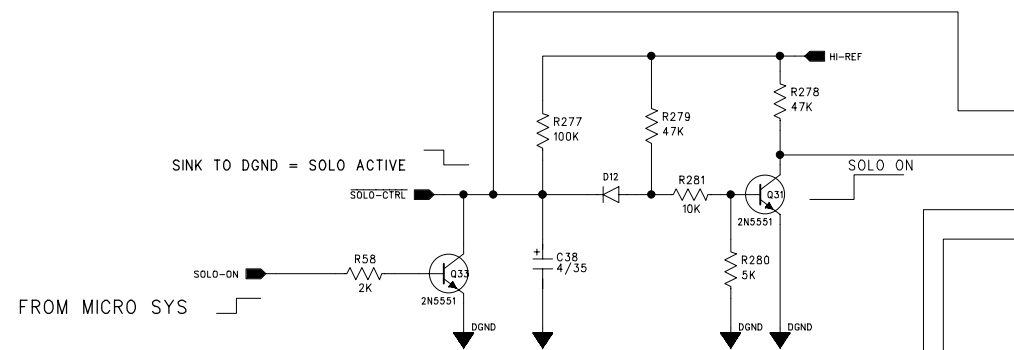 HI-REF
R278
47K
R277
100K
R279
47K
SINK TO DGND = SOLO ACTIVE
SOLO ON
D12
R281
10K
SOLO-CTRL
Q31
2N5551
+
C38
4/35
R280
5K
R58
2K
SOLO-ON
Q33
2N5551
FROM MICRO SYS
DGND
DGND
DGND